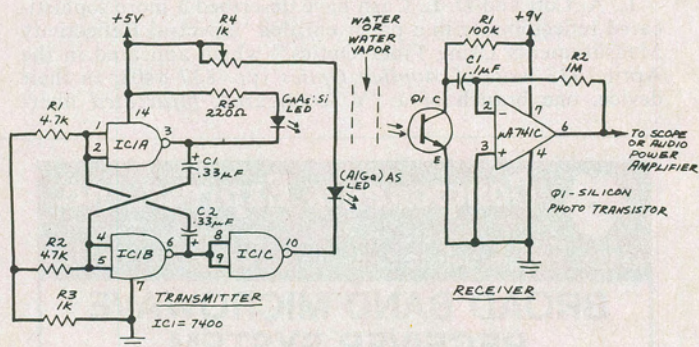 +5V
R4
1K
WATER
OR
WATER
VAPOR
+9V
R1
100K
C1
.1µF
R2
1M
R5
220Ω
GaAs:Si
LED
R1
4.7K
14
1
2
IC1A
3
+
C1
.33µF
(AlGa)AS
LED
Q1
C
E
2
-
3
+
µA741C
7
6
4
TO SCOPE
OR AUDIO
POWER
AMPLIFIER
C2
.33µF
+
R2
4.7K
4
5
IC1B
6
8
9
IC1C
10
7
R3
1K
TRANSMITTER
IC1 = 7400
RECEIVER
Q1-SILICON
PHOTO TRANSISTOR